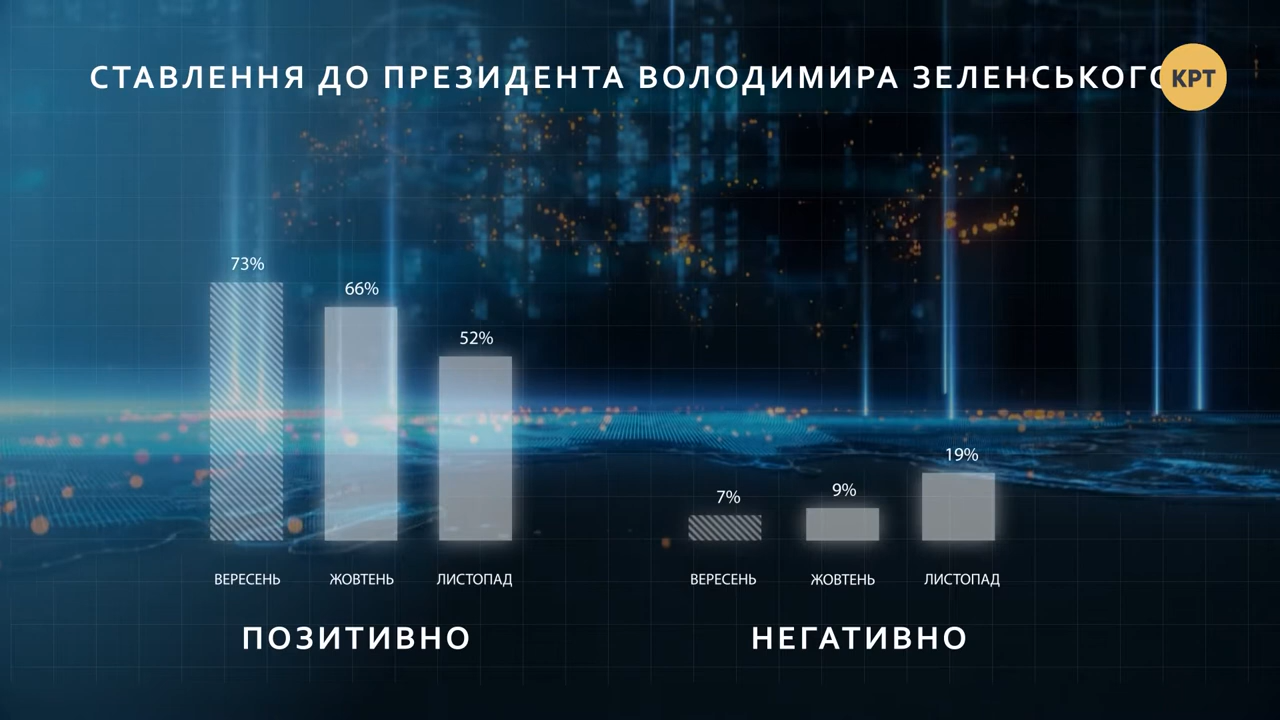 СТАВЛЕННЯ ДО ПРЕЗИДЕНТА ВОЛОДИМИРА ЗЕЛЕНСЬКОГО
КРТ
73%
66%
52%
19%
7%
9%
ВЕРЕСЕНЬ
ЖОВТЕНЬ
ЛИСТОПАД
ВЕРЕСЕНЬ
ЖОВТЕНЬ
ЛИСТОПАД
ПОЗИТИВНО
НЕГАТИВНО